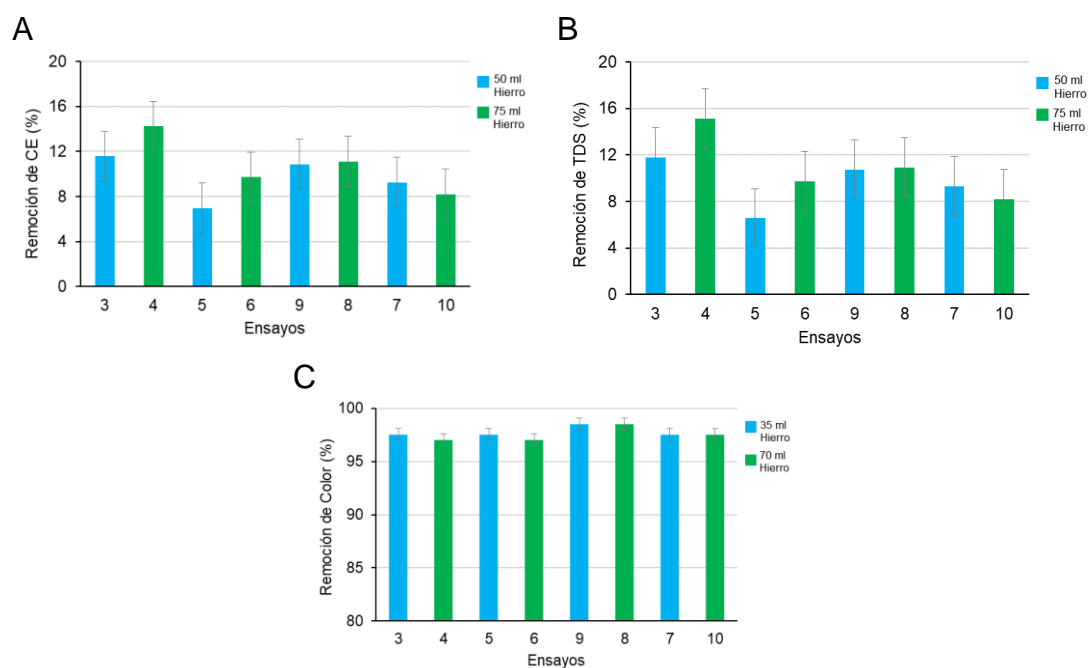 A
B
Remoción de CE (%)
20
16
12
8
4
0
3 4 5 6 9 8 7 10
Ensayos
50 ml
Hierro
75 ml
Hierro
Remoción de TDS (%)
20
16
12
8
4
0
3 4 5 6 9 8 7 10
Ensayos
50 ml
Hierro
75 ml
Hierro
C
Remoción de Color (%)
100
95
90
85
80
3 4 5 6 9 8 7 10
Ensayos
35 ml
Hierro
70 ml
Hierro